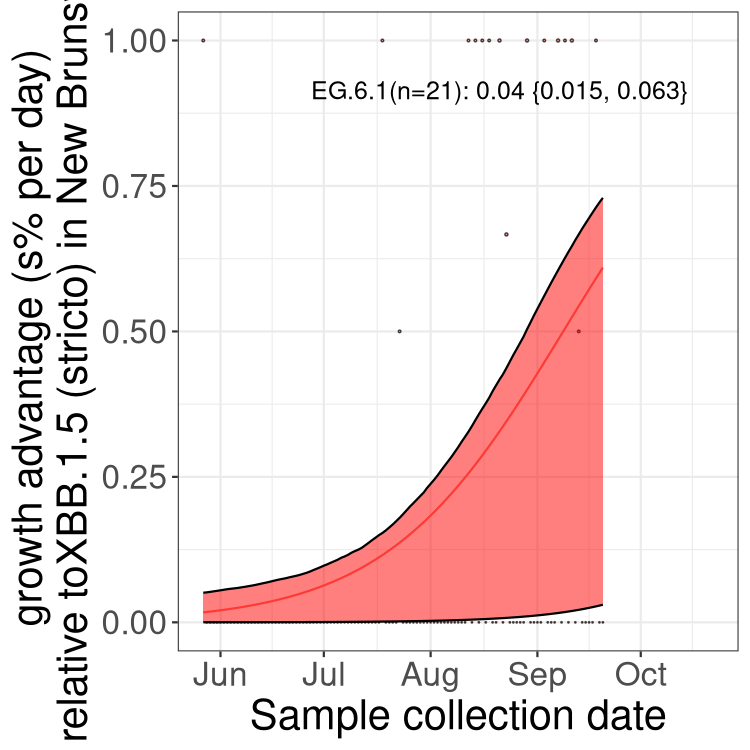 growth advantage (s% per day)
relative toXBB.1.5 (stricto) in New Bruns
1.00
0.75
0.50
0.25
0.00
EG.6.1(n=21): 0.04 {0.015, 0.063}
Jun Jul Aug Sep Oct
Sample collection date